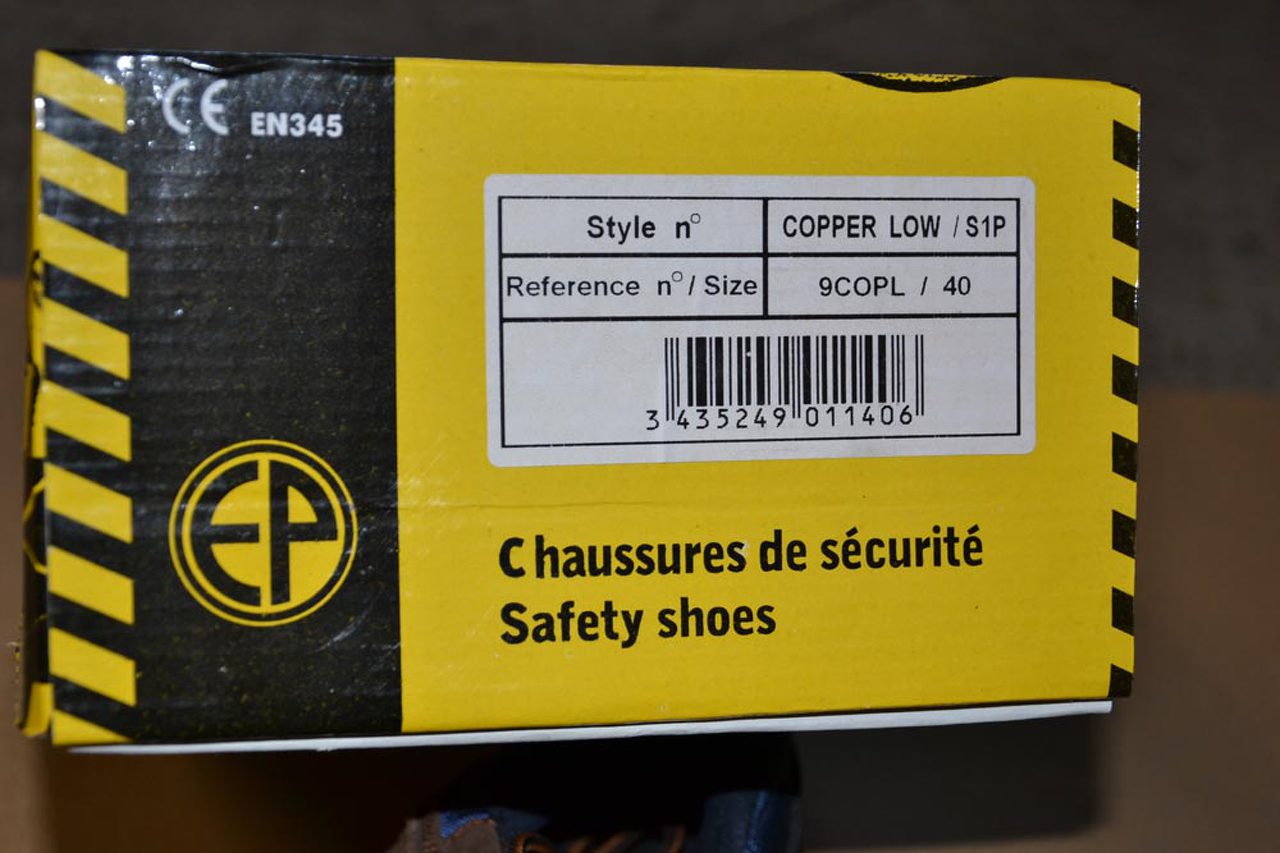 CE EN345
Style n° COPPER LOW / S1P
Reference n° / Size 9COPL / 40
3 435249 011406
EP
Chaussures de sécurité
Safety shoes